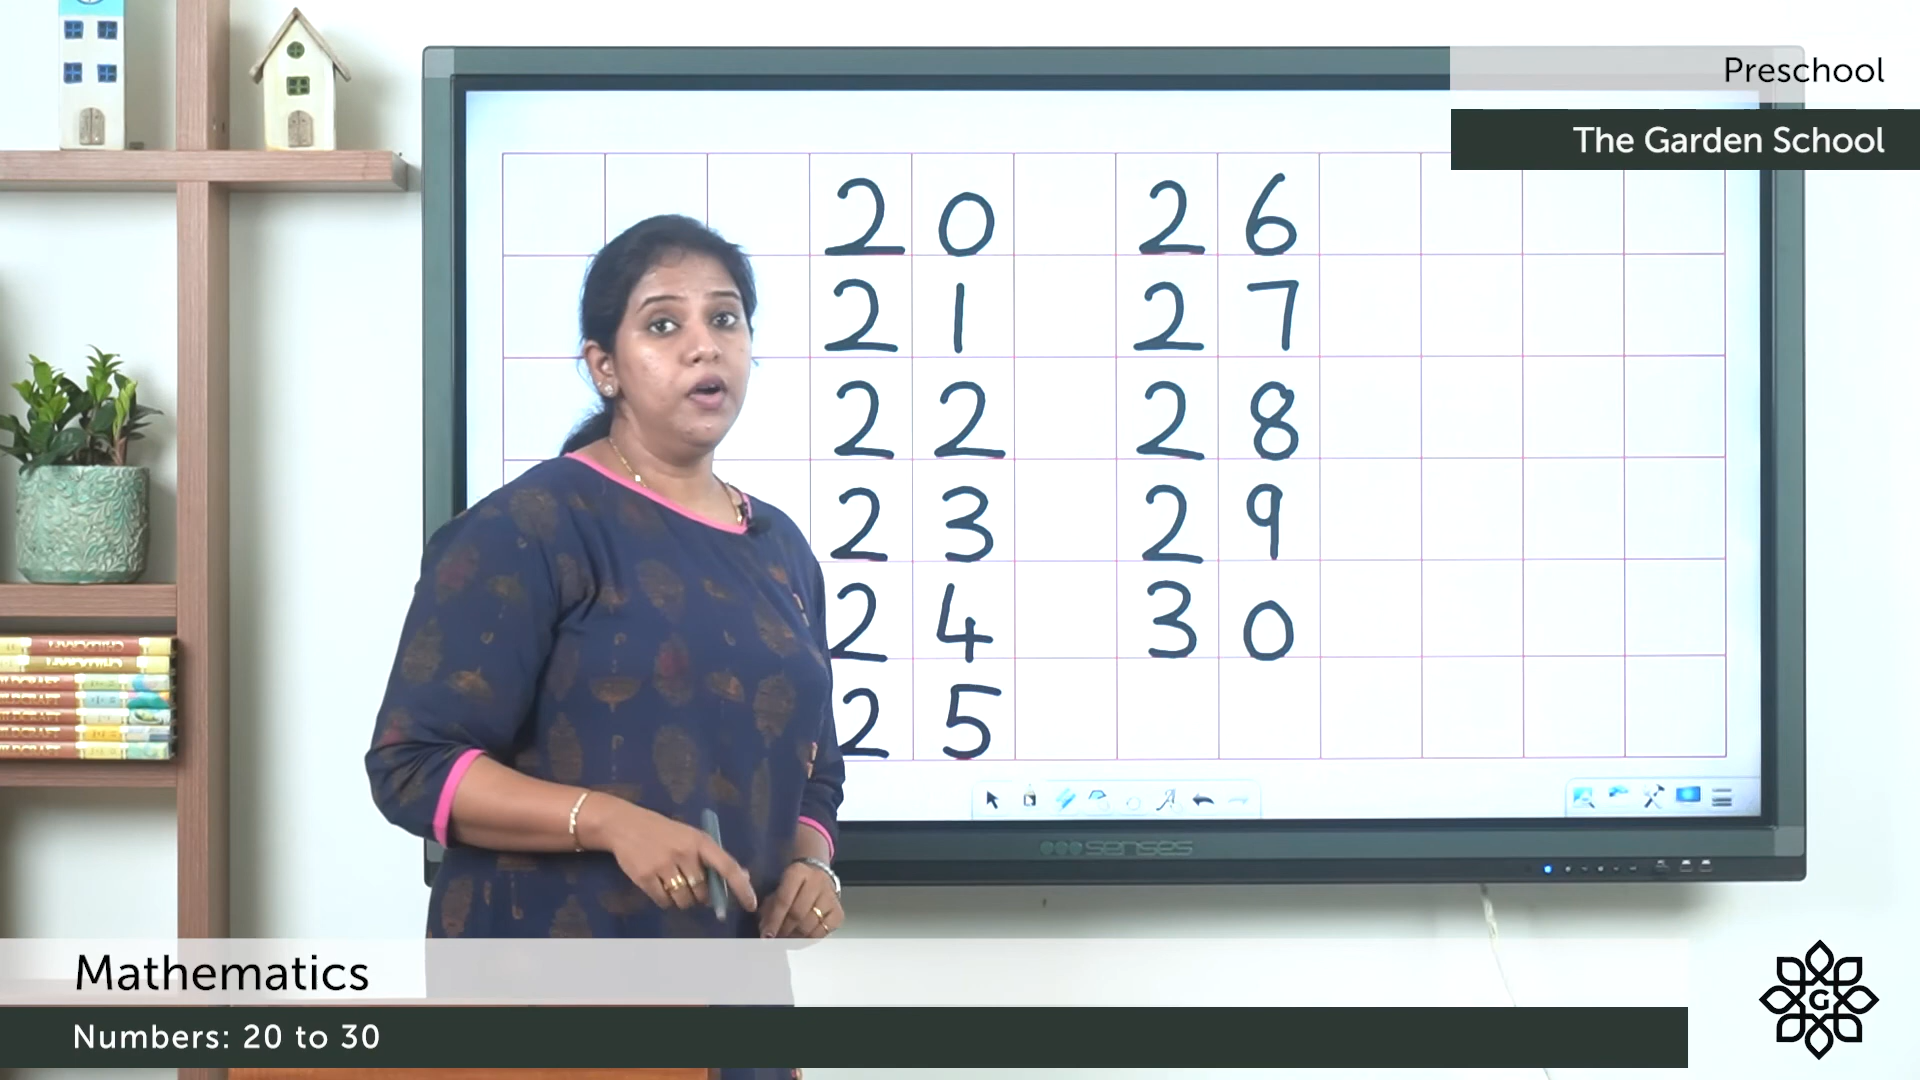 Preschool
The Garden School
20 26
21 27
22 28
23 29
24 30
25
senses
Mathematics
Numbers: 20 to 30
G